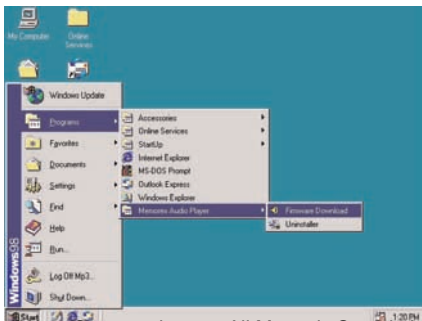 My Computer
Online
Services
Windows Update
Programs
Favorites
Documents
Settings
Find
Help
Run...
Log Off Mp3...
Shut Down...
Windows98
Accessories
Online Services
StartUp
Internet Explorer
MS-DOS Prompt
Outlook Express
Windows Explorer
Memorex Audio Player
Firmware Download
Uninstaller
Start
1:20 PM